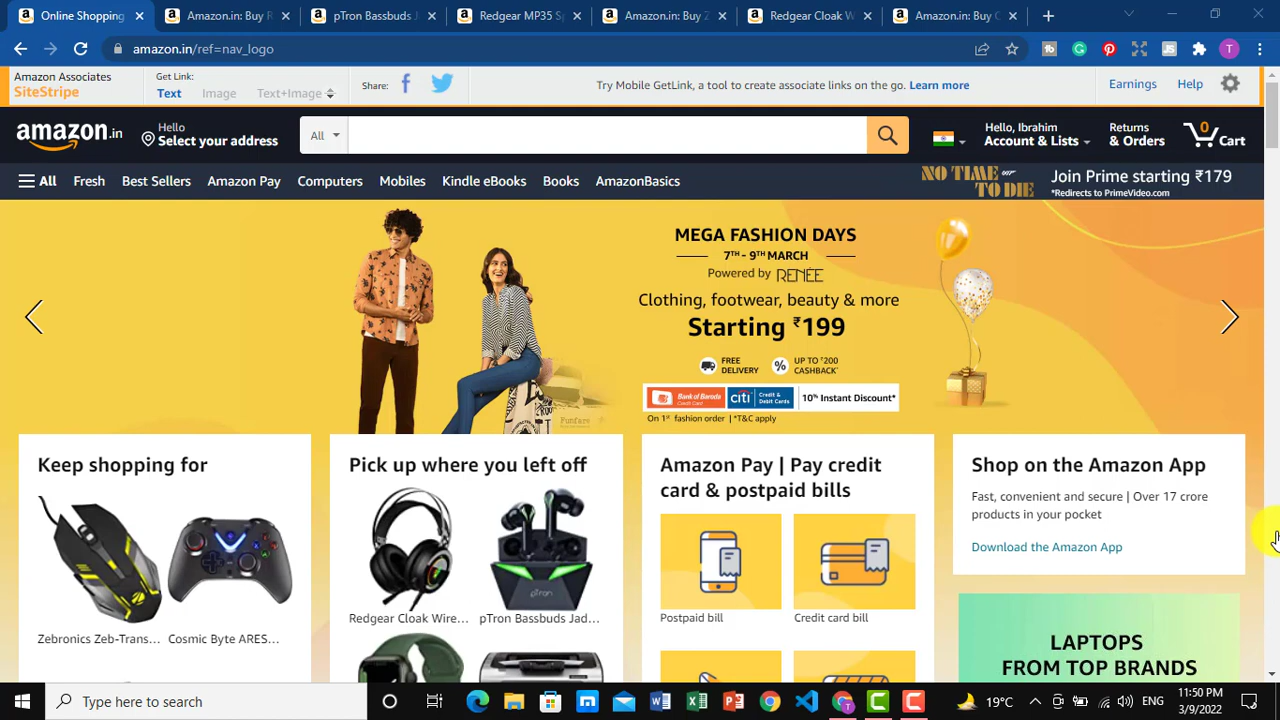 Online Shopping
Amazon.in: Buy R
pTron Bassbuds J
Redgear MP35 Sp
Amazon.in: Buy Z
Redgear Cloak W
Amazon.in: Buy C
amazon.in/ref=nav_logo
T
Amazon Associates
SiteStripe
Get Link:
Text
Image
Text+Image
Share:
Try Mobile GetLink, a tool to create associate links on the go. Learn more
Earnings
Help
amazon.in
Hello
Select your address
All
Hello, Ibrahim
Account & Lists
Returns
& Orders
0
Cart
All
Fresh
Best Sellers
Amazon Pay
Computers
Mobiles
Kindle eBooks
Books
AmazonBasics
NO TIME
TO DIE
Join Prime starting ₹179
*Redirects to PrimeVideo.com
MEGA FASHION DAYS
7TH - 9TH MARCH
Powered by RENÉE
Clothing, footwear, beauty & more
Starting ₹199
FREE
DELIVERY
UP TO ₹200
CASHBACK*
Bank of Baroda
Credit Card
citi
Credit &
Debit Cards
10% Instant Discount*
On 1st fashion order | *T&C apply
Keep shopping for
Zebronics Zeb-Trans...
Cosmic Byte ARES...
Pick up where you left off
Redgear Cloak Wire...
pTron
pTron Bassbuds Jad...
Amazon Pay | Pay credit
card & postpaid bills
Postpaid bill
Credit card bill
Shop on the Amazon App
Fast, convenient and secure | Over 17 crore
products in your pocket
Download the Amazon App
LAPTOPS
FROM TOP BRANDS
Type here to search
19°C
ENG
11:50 PM
3/9/2022